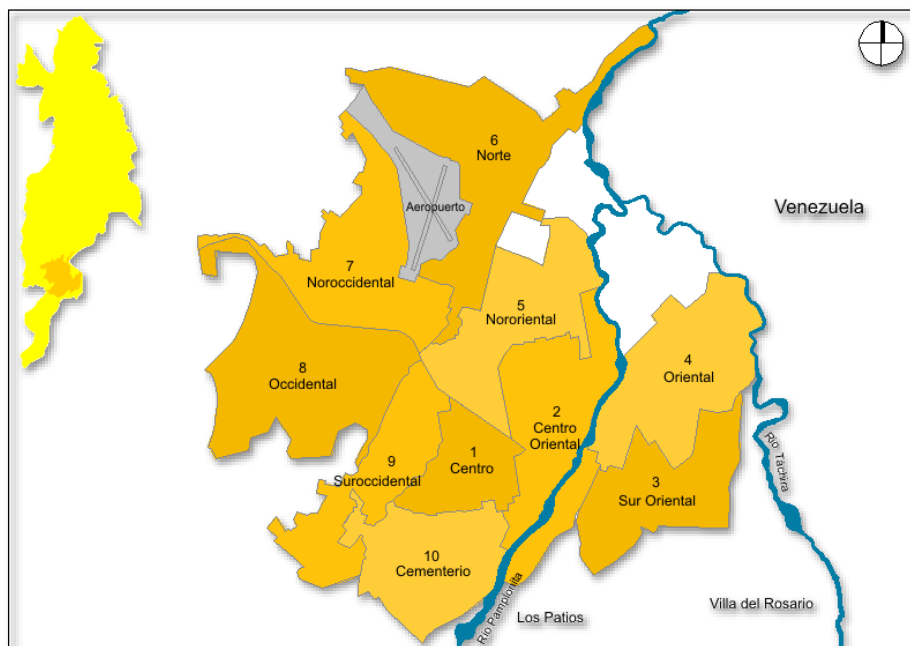 6
Norte
Aeropuerto
Venezuela
7
Noroccidental
5
Nororiental
4
Oriental
8
Occidental
2
Centro
Oriental
1
Centro
9
Suroccidental
3
Sur Oriental
Rio Táchira
10
Cementerio
Rio Pamplonita
Los Patios
Villa del Rosario